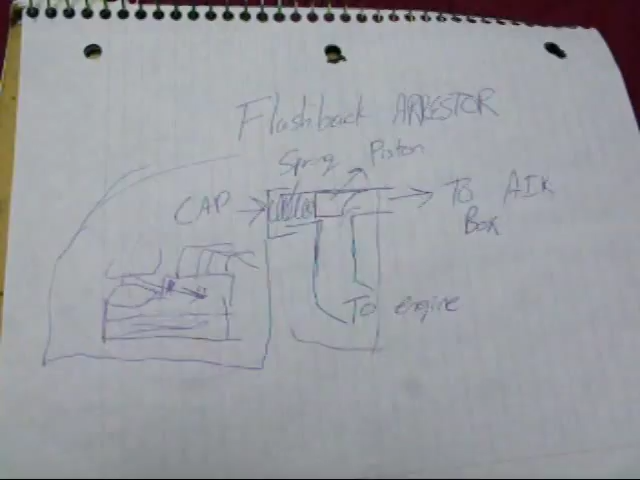 Flashback ARRESTOR
Spring Piston
CAP
To AIR
Box
To engine